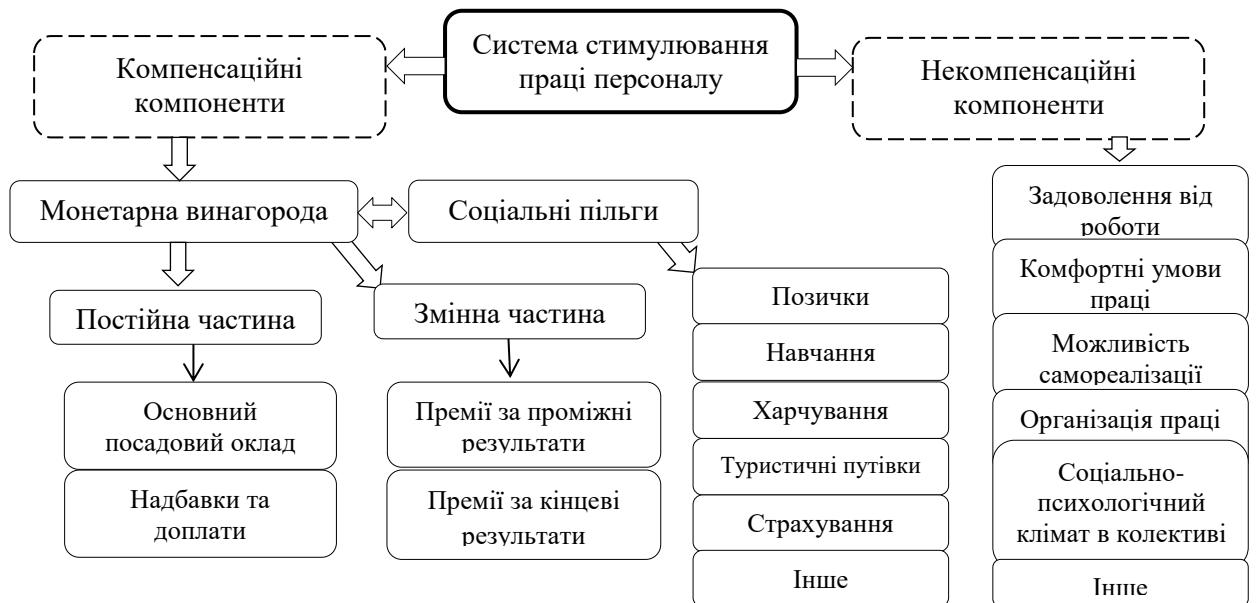 Система стимулювання
праці персоналу
Компенсаційні
компоненти
Некомпенсаційні
компоненти
Монетарна винагорода
Соціальні пільги
Постійна частина
Змінна частина
Основний
посадовий оклад
Надбавки та
доплати
Премії за проміжні
результати
Премії за кінцеві
результати
Позички
Навчання
Харчування
Туристичні путівки
Страхування
Інше
Задоволення від
роботи
Комфортні умови
праці
Можливість
самореалізації
Організація праці
Соціально-
психологічний
клімат в колективі
Інше